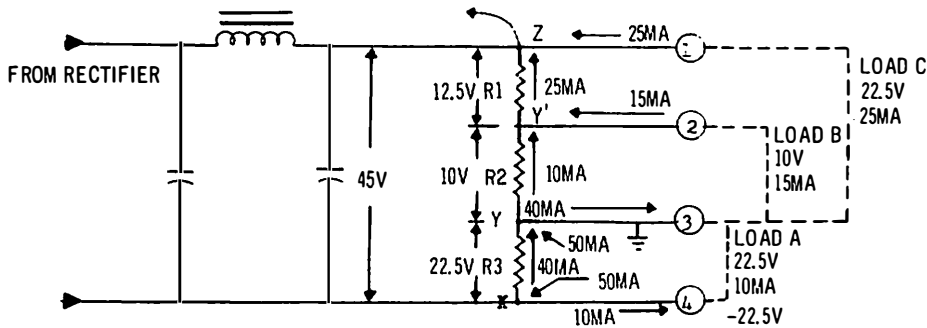 FROM RECTIFIER
45V
12.5V R1
10V R2
Y
22.5V R3
X
Z
25MA
Y'
10MA
40MA
50MA
40MA
50MA
25MA
1
15MA
2
3
10MA
4
LOAD C
22.5V
25MA
LOAD B
10V
15MA
LOAD A
22.5V
10MA
-22.5V